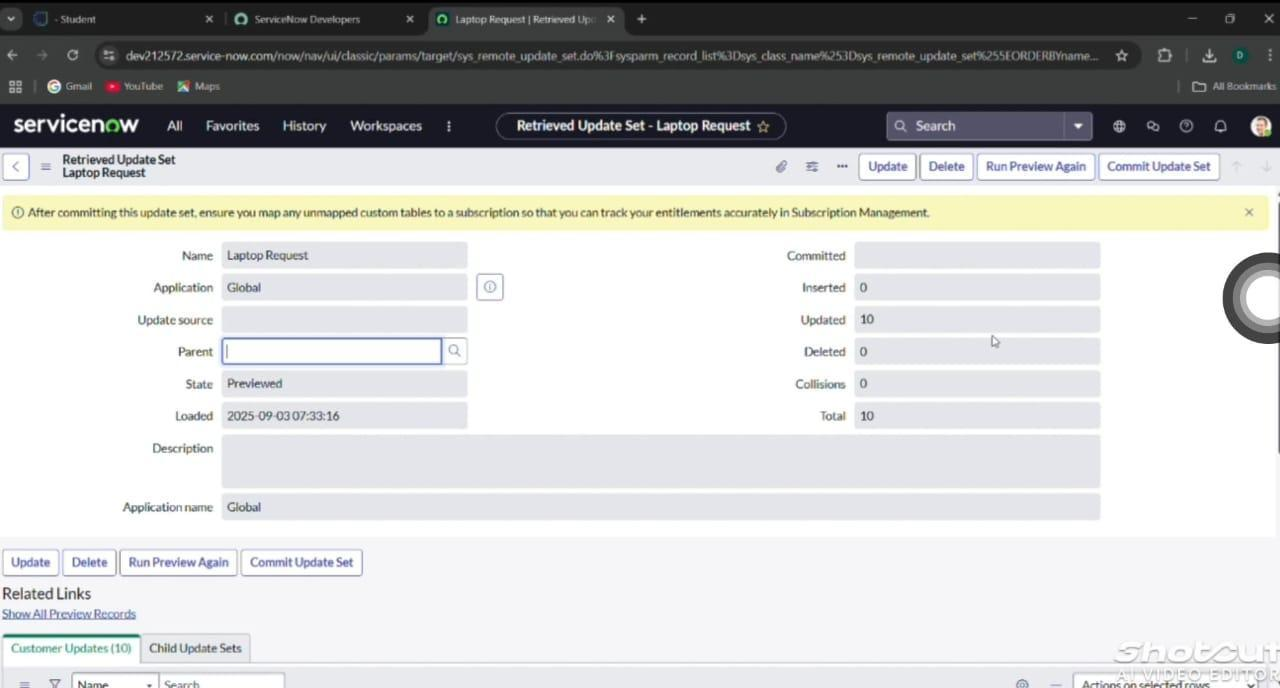 - Student
ServiceNow Developers
Laptop Request | Retrieved Upd
dev212572.service-now.com/now/nav/ui/classic/params/target/sys_remote_update_set.do%3Fsysparm_record_list%3Dsys_class_name%253Dsys_remote_update_set%255EORDERBYname...
D
Gmail YouTube Maps All Bookmarks
servicenow All Favorites History Workspaces Retrieved Update Set - Laptop Request Search
Retrieved Update Set
Laptop Request
Update Delete Run Preview Again Commit Update Set
After committing this update set, ensure you map any unmapped custom tables to a subscription so that you can track your entitlements accurately in Subscription Management.
Name Laptop Request Committed
Application Global Inserted 0
Update source Updated 10
Parent Deleted 0
State Previewed Collisions 0
Loaded 2025-09-03 07:33:16 Total 10
Description
Application name Global
Update Delete Run Preview Again Commit Update Set
Related Links
Show All Preview Records
Customer Updates (10) Child Update Sets
Name Search Actions on selected rows...
Shotcut
AI VIDEO EDITOR